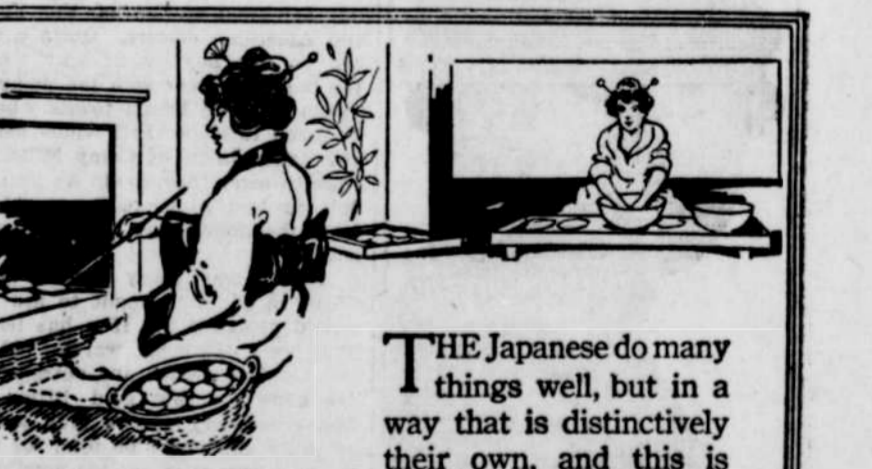 THE Japanese do many
things well, but in a
way that is distinctively
their own, and this is